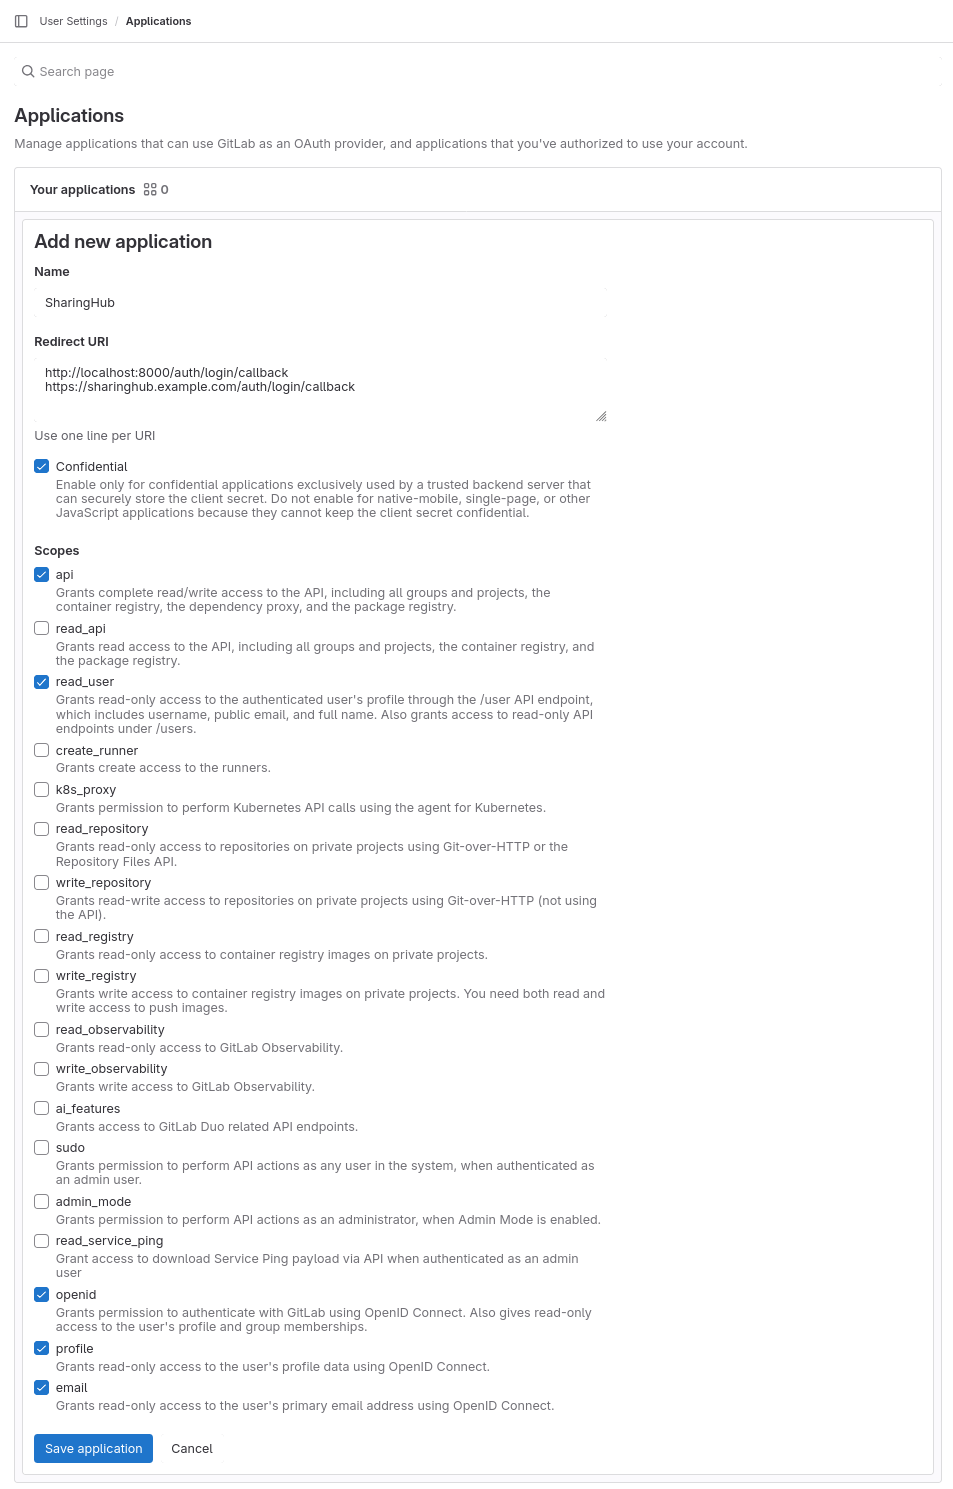 User Settings / Applications
Search page
Applications
Manage applications that can use GitLab as an OAuth provider, and applications that you've authorized to use your account.
Your applications 0
Add new application
Name
SharingHub
Redirect URI
http://localhost:8000/auth/login/callback
https://sharinghub.example.com/auth/login/callback
Use one line per URI
Confidential
Enable only for confidential applications exclusively used by a trusted backend server that
can securely store the client secret. Do not enable for native-mobile, single-page, or other
JavaScript applications because they cannot keep the client secret confidential.
Scopes
api
Grants complete read/write access to the API, including all groups and projects, the
container registry, the dependency proxy, and the package registry.
read_api
Grants read access to the API, including all groups and projects, the container registry, and
the package registry.
read_user
Grants read-only access to the authenticated user's profile through the /user API endpoint,
which includes username, public email, and full name. Also grants access to read-only API
endpoints under /users.
create_runner
Grants create access to the runners.
k8s_proxy
Grants permission to perform Kubernetes API calls using the agent for Kubernetes.
read_repository
Grants read-only access to repositories on private projects using Git-over-HTTP or the
Repository Files API.
write_repository
Grants read-write access to repositories on private projects using Git-over-HTTP (not using
the API).
read_registry
Grants read-only access to container registry images on private projects.
write_registry
Grants write access to container registry images on private projects. You need both read and
write access to push images.
read_observability
Grants read-only access to GitLab Observability.
write_observability
Grants write access to GitLab Observability.
ai_features
Grants access to GitLab Duo related API endpoints.
sudo
Grants permission to perform API actions as any user in the system, when authenticated as
an admin user.
admin_mode
Grants permission to perform API actions as an administrator, when Admin Mode is enabled.
read_service_ping
Grant access to download Service Ping payload via API when authenticated as an admin
user
openid
Grants permission to authenticate with GitLab using OpenID Connect. Also gives read-only
access to the user's profile and group memberships.
profile
Grants read-only access to the user's profile data using OpenID Connect.
email
Grants read-only access to the user's primary email address using OpenID Connect.
Save application Cancel